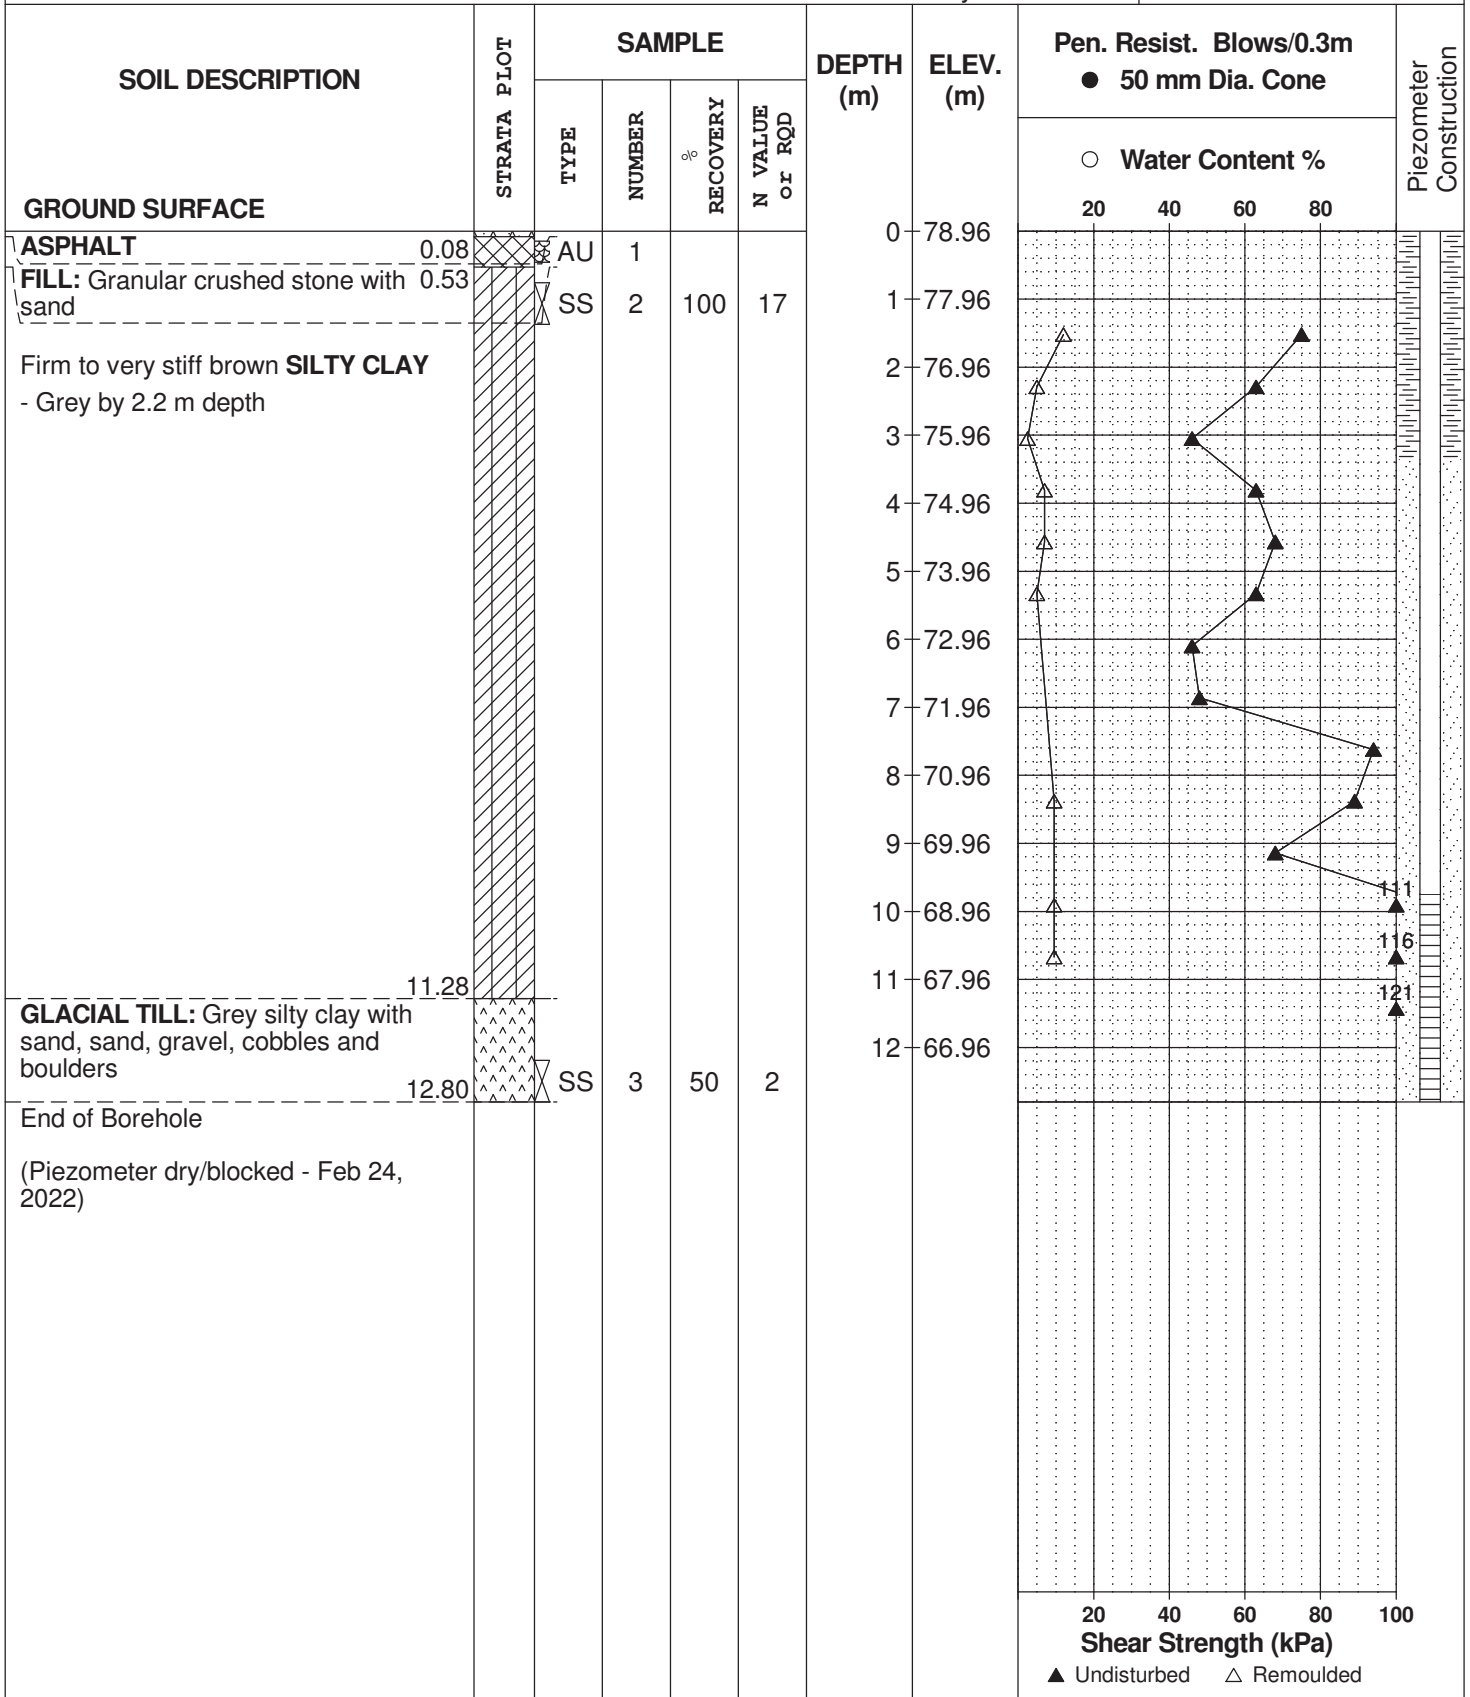 SOIL DESCRIPTION
GROUND SURFACE
STRATA PLOT
SAMPLE
TYPE
NUMBER
% RECOVERY
N VALUE or RQD
DEPTH (m)
ELEV. (m)
Pen. Resist. Blows/0.3m
● 50 mm Dia. Cone
○ Water Content %
20 40 60 80
Piezometer Construction
ASPHALT 0.08
AU 1
0 78.96
FILL: Granular crushed stone with 0.53
sand
SS 2 100 17
1 77.96
Firm to very stiff brown SILTY CLAY
- Grey by 2.2 m depth
2 76.96
3 75.96
4 74.96
5 73.96
6 72.96
7 71.96
8 70.96
9 69.96
111
10 68.96
116
11 67.96
11.28
121
GLACIAL TILL: Grey silty clay with
sand, sand, gravel, cobbles and
boulders
12 66.96
12.80
SS 3 50 2
End of Borehole
(Piezometer dry/blocked - Feb 24,
2022)
20 40 60 80 100
Shear Strength (kPa)
▲ Undisturbed △ Remoulded